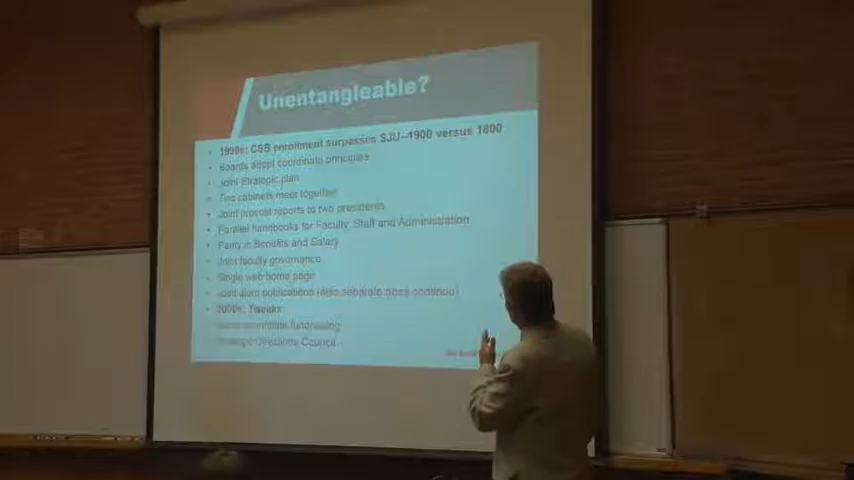 Unentangleable?
• 1990s: CSB enrollment surpasses SJU–1900 versus 1800
• Boards adopt coordinate principles
• Joint Strategic plan
• Two cabinets meet together
• Joint provost reports to two presidents
• Parallel handbooks for Faculty, Staff and Administration
• Parity in Benefits and Salary
• Joint faculty governance
• Single web home page
• Joint alum publications (also separate ones continue)
• 2000s: Tweaks
fundraising
Strategic Directions Council